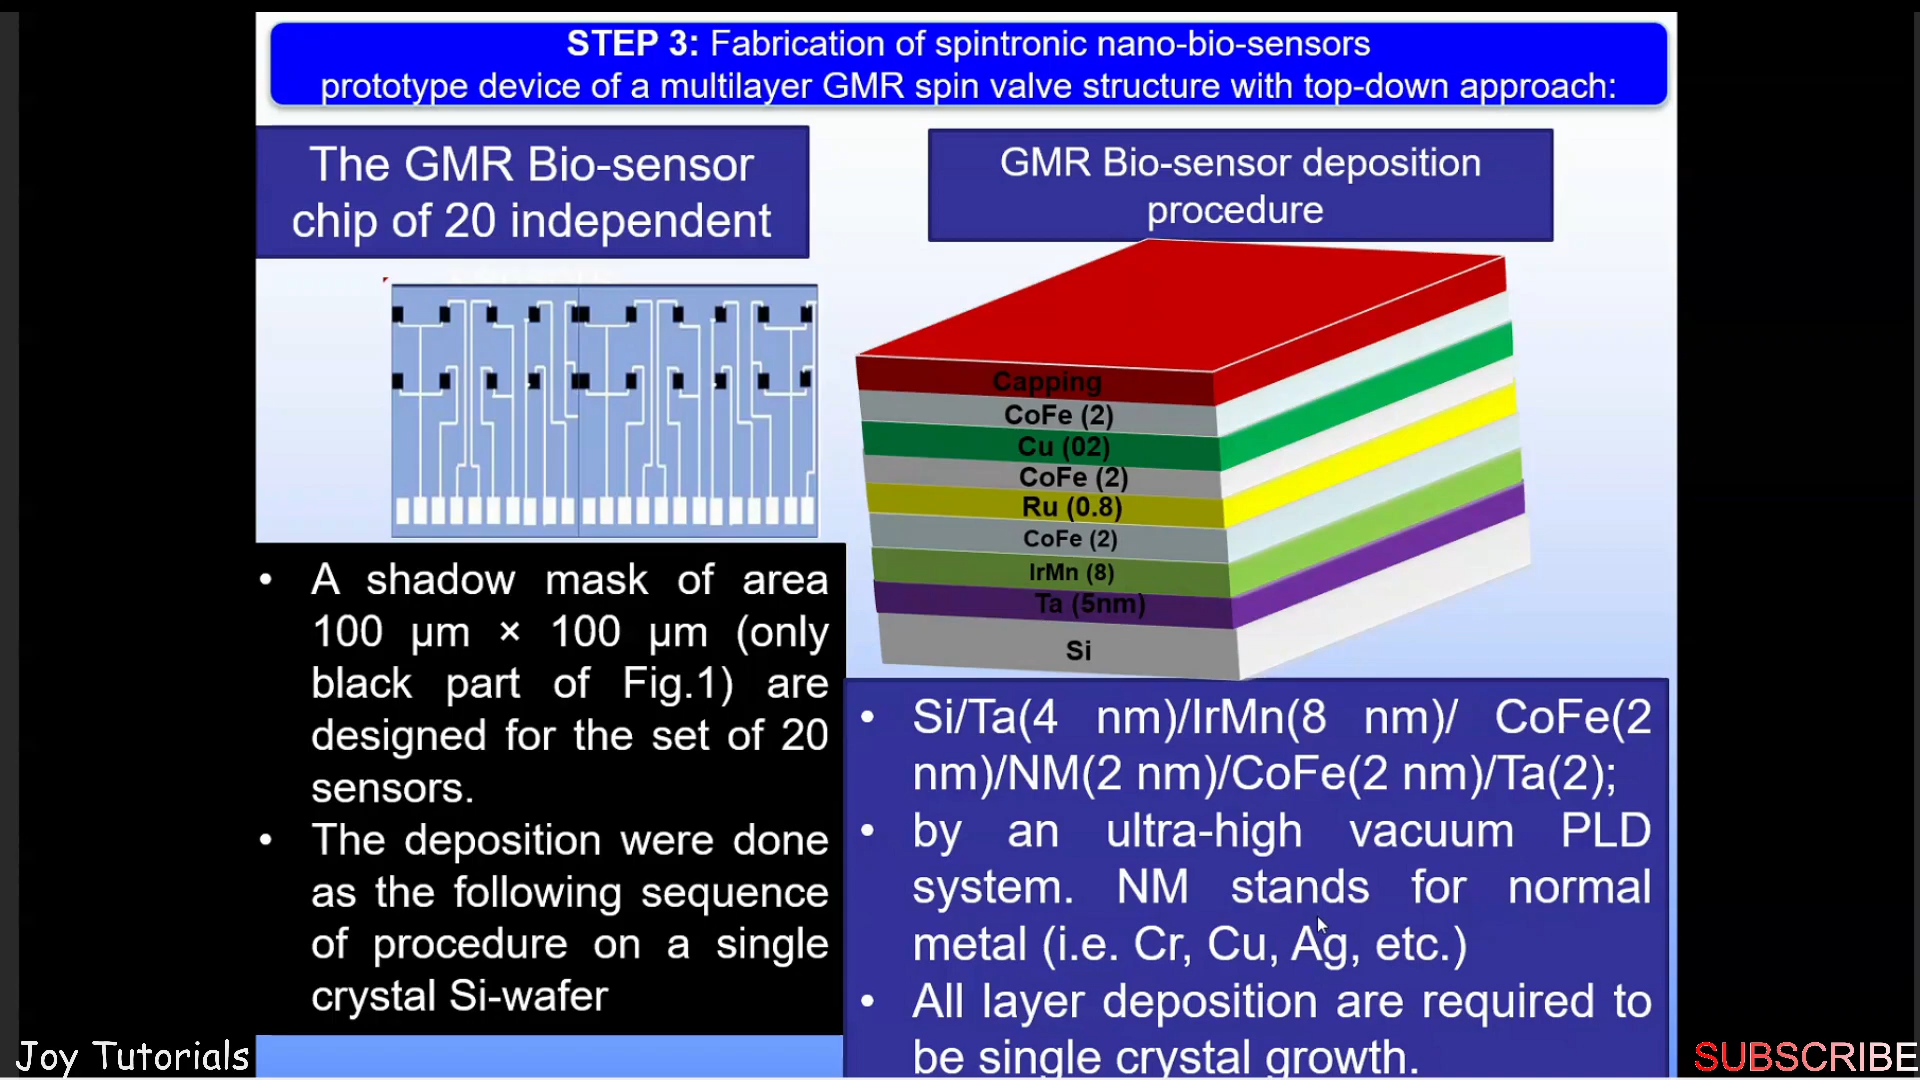 STEP 3: Fabrication of spintronic nano-bio-sensors
prototype device of a multilayer GMR spin valve structure with top-down approach:
The GMR Bio-sensor
chip of 20 independent
GMR Bio-sensor deposition
procedure
Capping
CoFe (2)
Cu (02)
CoFe (2)
Ru (0.8)
CoFe (2)
IrMn (8)
Ta (5nm)
Si
• A shadow mask of area
100 µm × 100 µm (only
black part of Fig.1) are
designed for the set of 20
sensors.
• The deposition were done
as the following sequence
of procedure on a single
crystal Si-wafer
• Si/Ta(4 nm)/IrMn(8 nm)/ CoFe(2
nm)/NM(2 nm)/CoFe(2 nm)/Ta(2);
• by an ultra-high vacuum PLD
system. NM stands for normal
metal (i.e. Cr, Cu, Ag, etc.)
• All layer deposition are required to
be single crystal growth.
Joy Tutorials
SUBSCRIBE